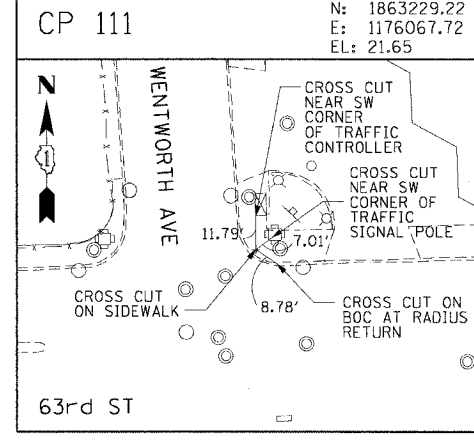 CP 111
N: 1863229.22
E: 1176067.72
EL: 21.65
N
WENTWORTH AVE
CROSS CUT
NEAR SW
CORNER
OF TRAFFIC
CONTROLLER
CROSS CUT
NEAR SW
CORNER OF
TRAFFIC
SIGNAL POLE
11.79'
7.01'
CROSS CUT
ON SIDEWALK
8.78'
CROSS CUT ON
BOC AT RADIUS
RETURN
63rd ST